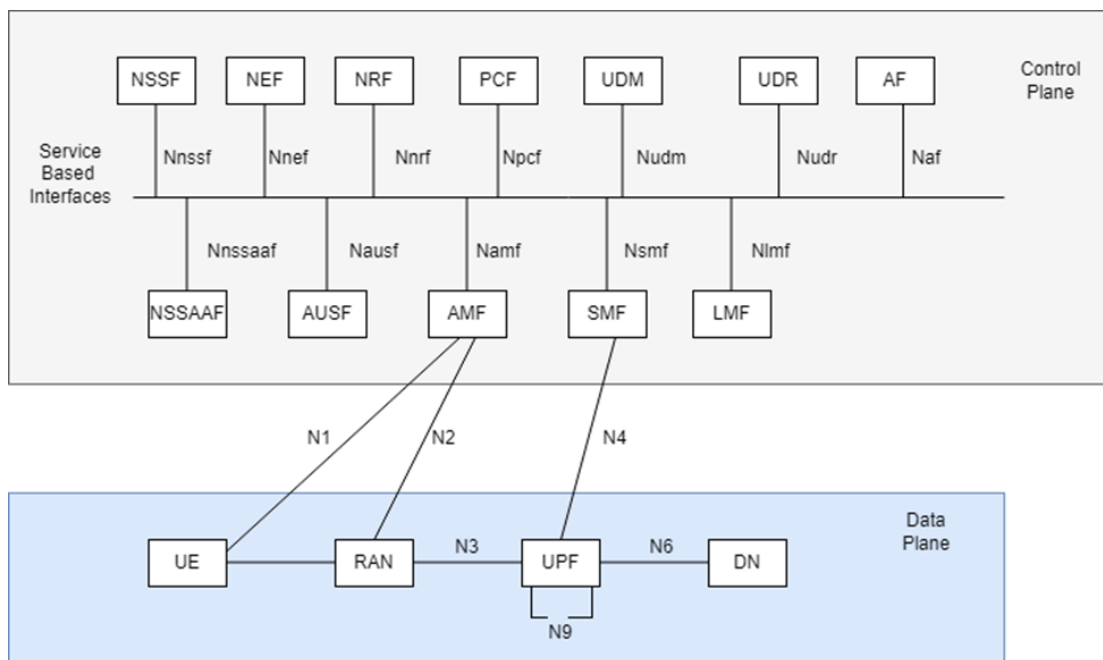 NSSF
NEF
NRF
PCF
UDM
UDR
AF
Control
Plane
Service
Based
Interfaces
Nnssf
Nnef
Nnrf
Npcf
Nudm
Nudr
Naf
Nnssaaf
Nausf
Namf
Nsmf
Nlmf
NSSAAF
AUSF
AMF
SMF
LMF
N1
N2
N4
Data
Plane
UE
RAN
N3
UPF
N6
DN
N9